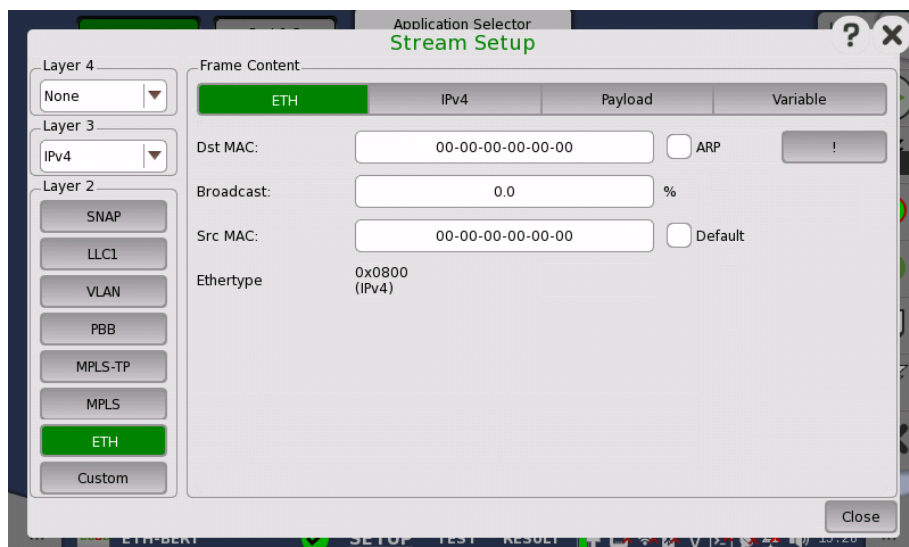 Application Selector
Stream Setup
?
Layer 4
None
Layer 3
IPv4
Layer 2
SNAP
LLC1
VLAN
PBB
MPLS-TP
MPLS
ETH
Custom
Frame Content
ETH IPv4 Payload Variable
Dst MAC: 00-00-00-00-00-00 ARP !
Broadcast: 0.0 %
Src MAC: 00-00-00-00-00-00 Default
Ethertype 0x0800
(IPv4)
Close
ETH-BERT SETUP TEST RESULT